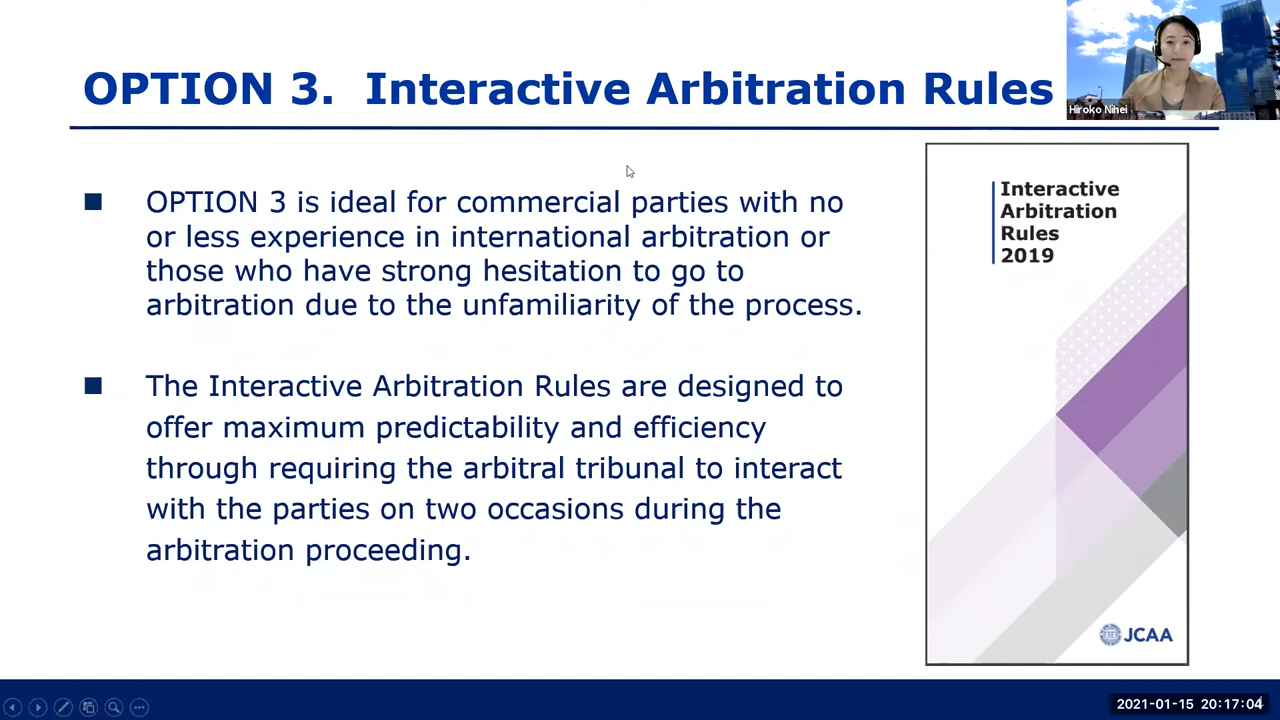 OPTION 3. Interactive Arbitration Rules
Hiroko Nihei
OPTION 3 is ideal for commercial parties with no
or less experience in international arbitration or
those who have strong hesitation to go to
arbitration due to the unfamiliarity of the process.
The Interactive Arbitration Rules are designed to
offer maximum predictability and efficiency
through requiring the arbitral tribunal to interact
with the parties on two occasions during the
arbitration proceeding.
Interactive
Arbitration
Rules
2019
JCAA
2021-01-15 20:17:04